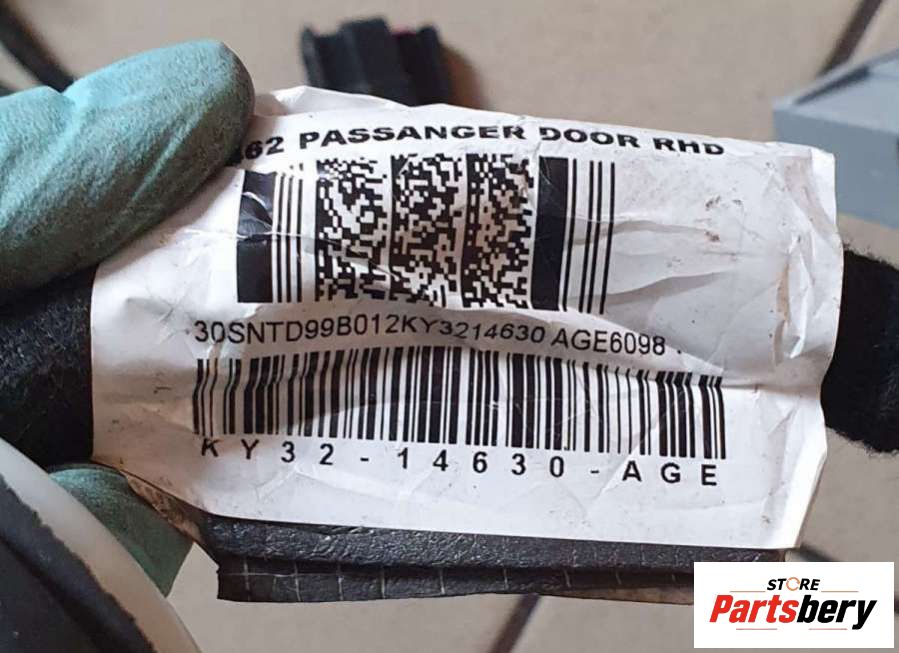 62 PASSANGER DOOR RHD
30SNTD99B012KY3214630 AGE6098
KY32-14630-AGE
STORE
Partsbery